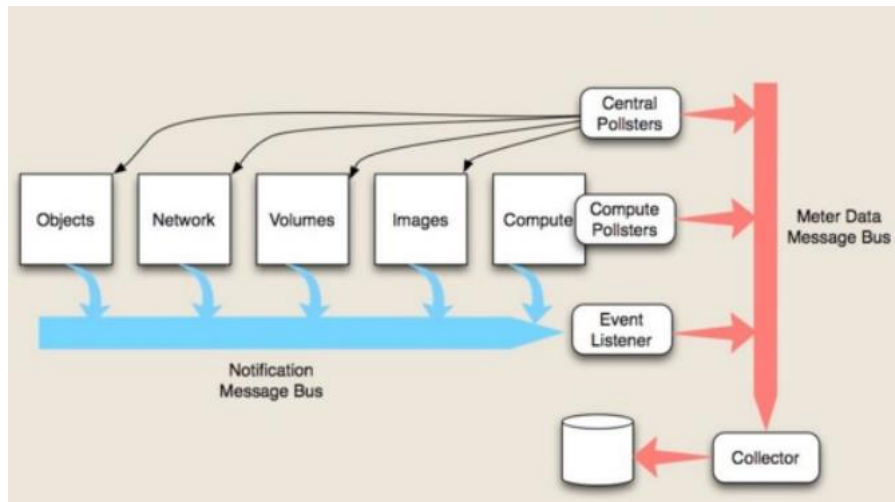 Central
Pollsters
Objects
Network
Volumes
Images
Compute
Compute
Pollsters
Meter Data
Message Bus
Event
Listener
Notification
Message Bus
Collector